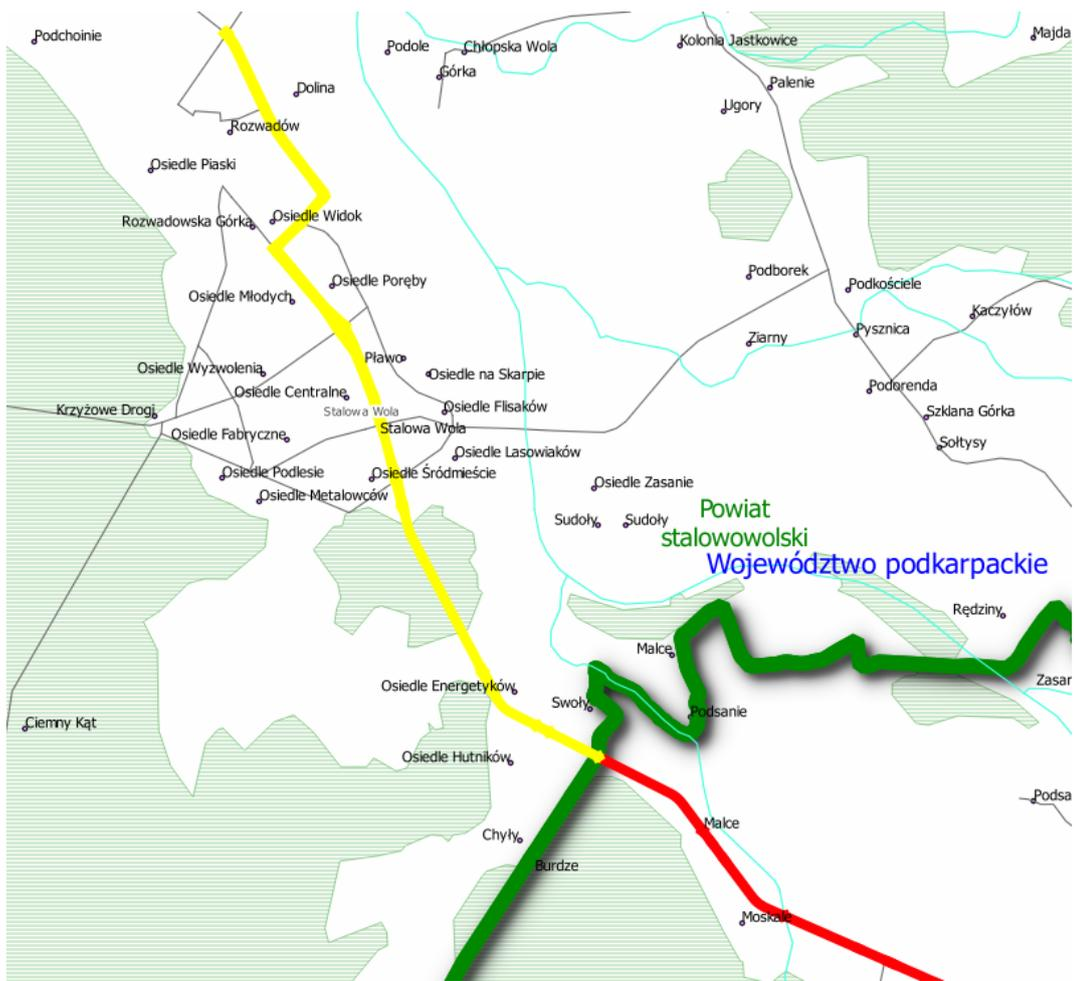 Podchoinie
Podole
Chłopska Wola
Kolonia Jastkowice
Majda
Górka
Dolina
Palenie
Ugory
Rozwadów
Osiedle Piaski
Rozwadowska Górka
Osiedle Widok
Podborek
Osiedle Poręby
Podkościele
Osiedle Młodych
Kaczyłów
Pysznica
Ziarny
Pławo
Osiedle Wyzwolenia
Osiedle na Skarpie
Osiedle Centralne
Podorenda
Krzyżowe Drogi
Stalowa Wola
Osiedle Flisaków
Szklana Górka
Osiedle Fabryczne
Stalowa Wola
Sołtysy
Osiedle Lasowiaków
Osiedle Podlesie
Osiedle Śródmieście
Osiedle Zasanie
Osiedle Metalowców
Powiat
stalowowolski
Sudoły
Sudoły
Województwo podkarpackie
Rędziny
Malce
Zasan
Osiedle Energetyków
Swoły
Podsanie
Ciemny Kąt
Osiedle Hutników
Podsa
Malce
Chyły
Burdze
Moskale